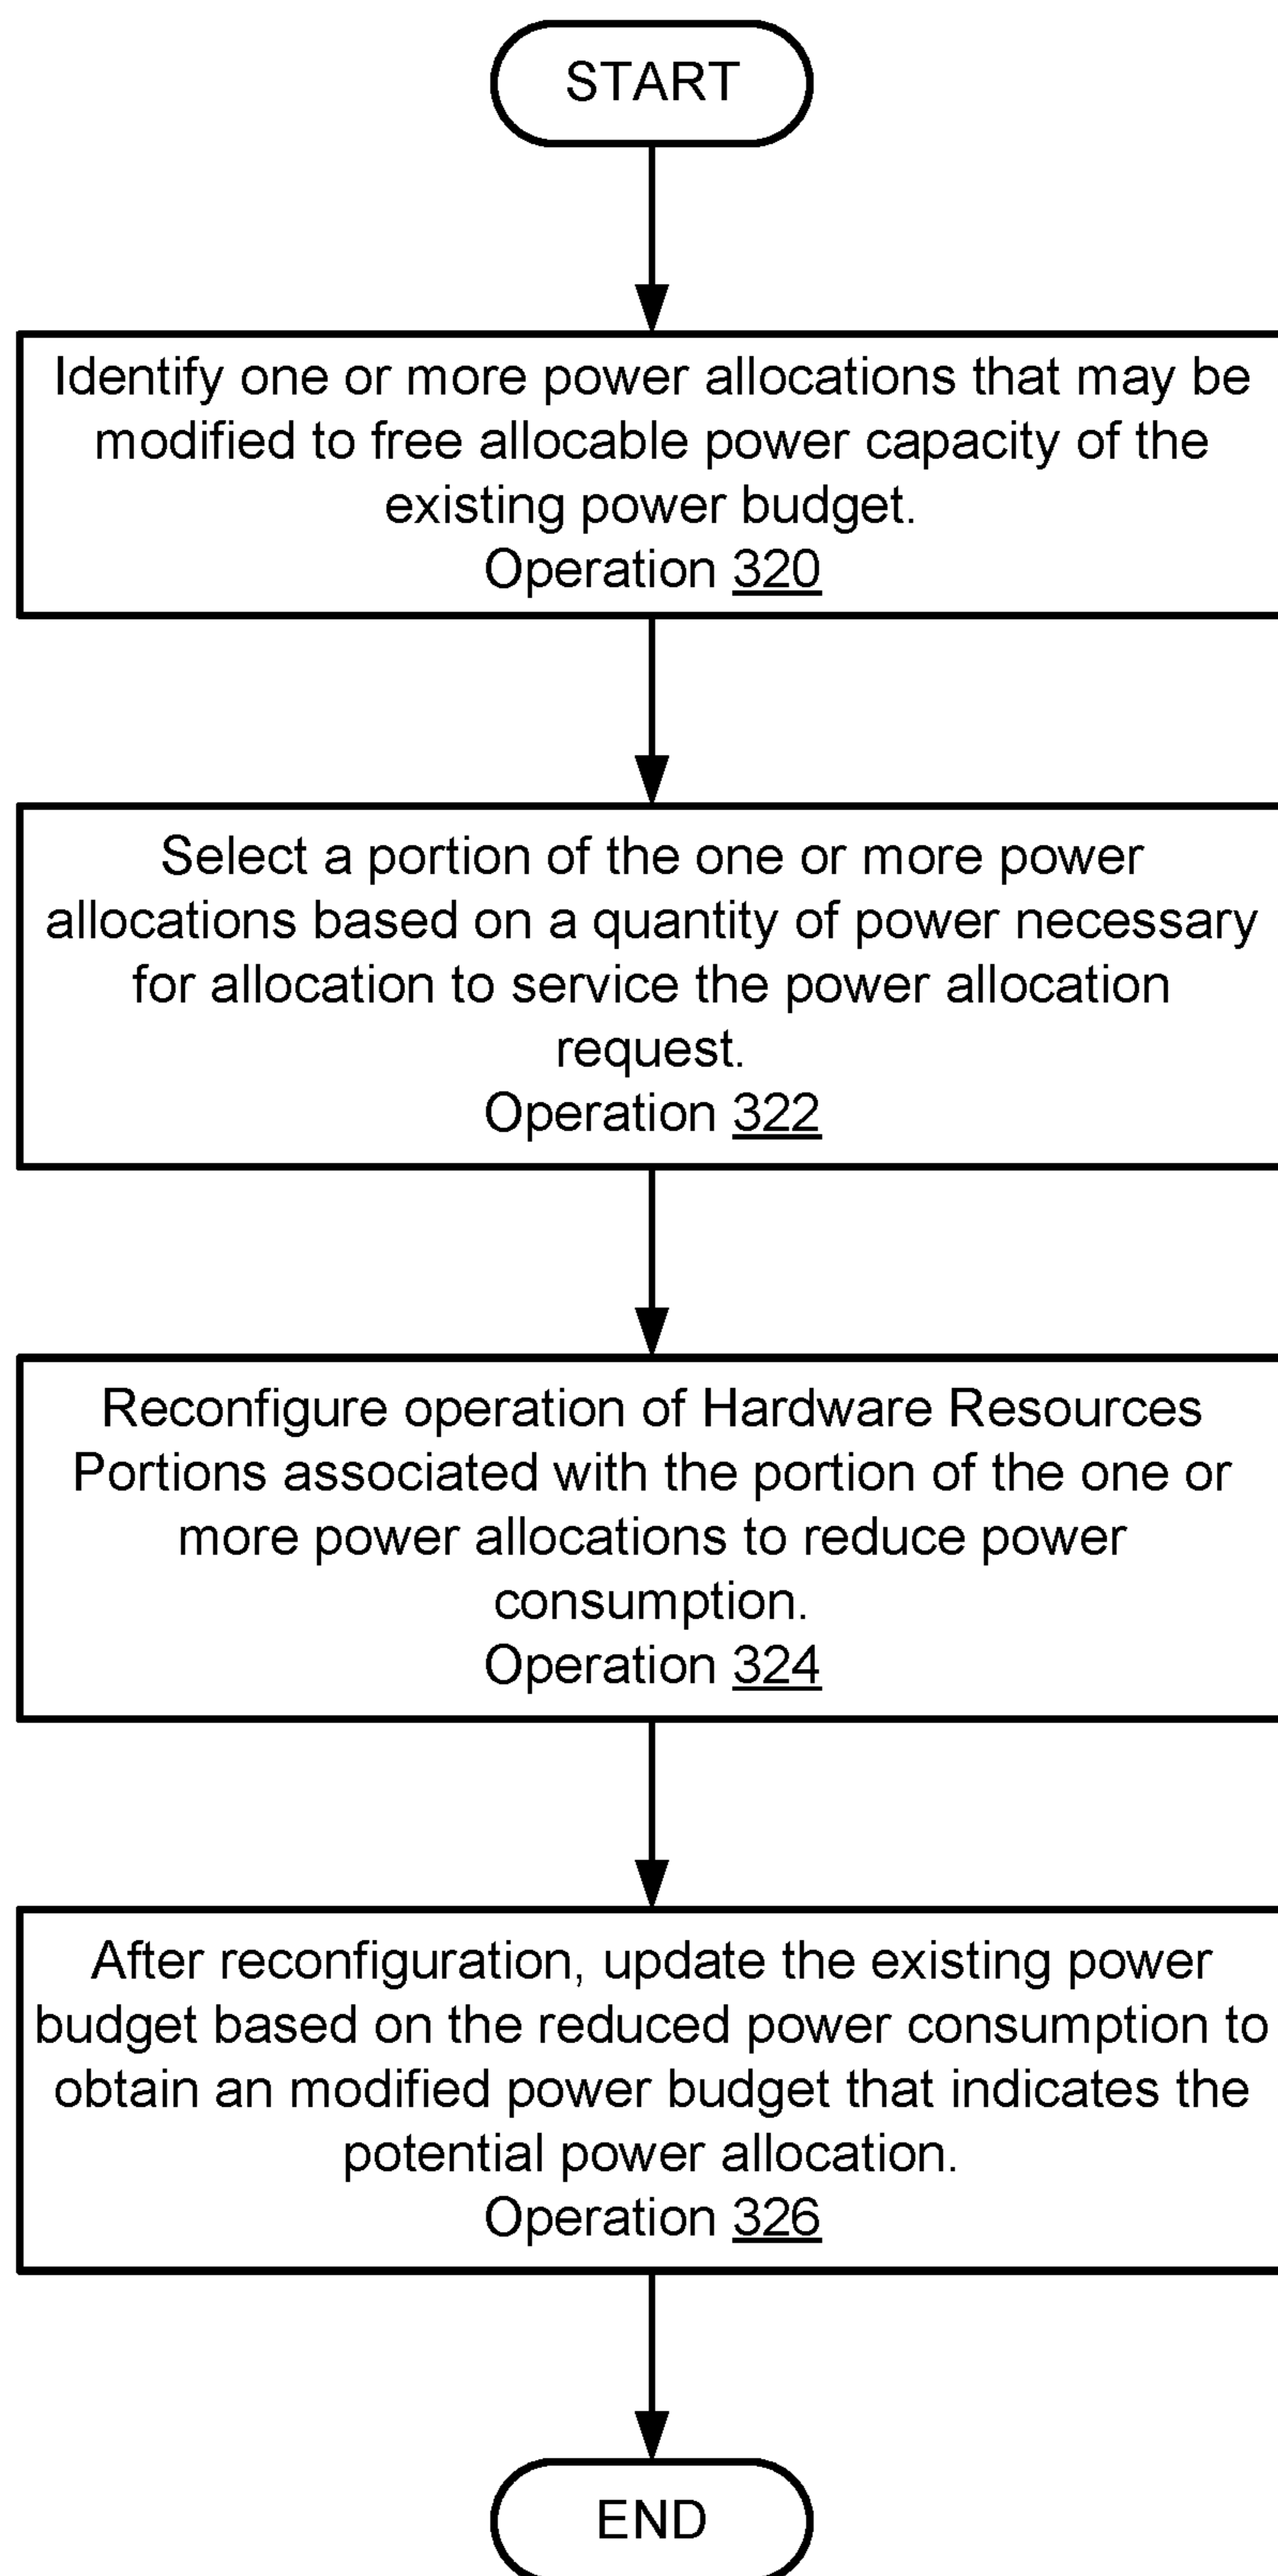 START
Identify one or more power allocations that may be
modified to free allocable power capacity of the
existing power budget.
Operation 320
Select a portion of the one or more power
allocations based on a quantity of power necessary
for allocation to service the power allocation
request.
Operation 322
Reconfigure operation of Hardware Resources
Portions associated with the portion of the one or
more power allocations to reduce power
consumption.
Operation 324
After reconfiguration, update the existing power
budget based on the reduced power consumption to
obtain an modified power budget that indicates the
potential power allocation.
Operation 326
END